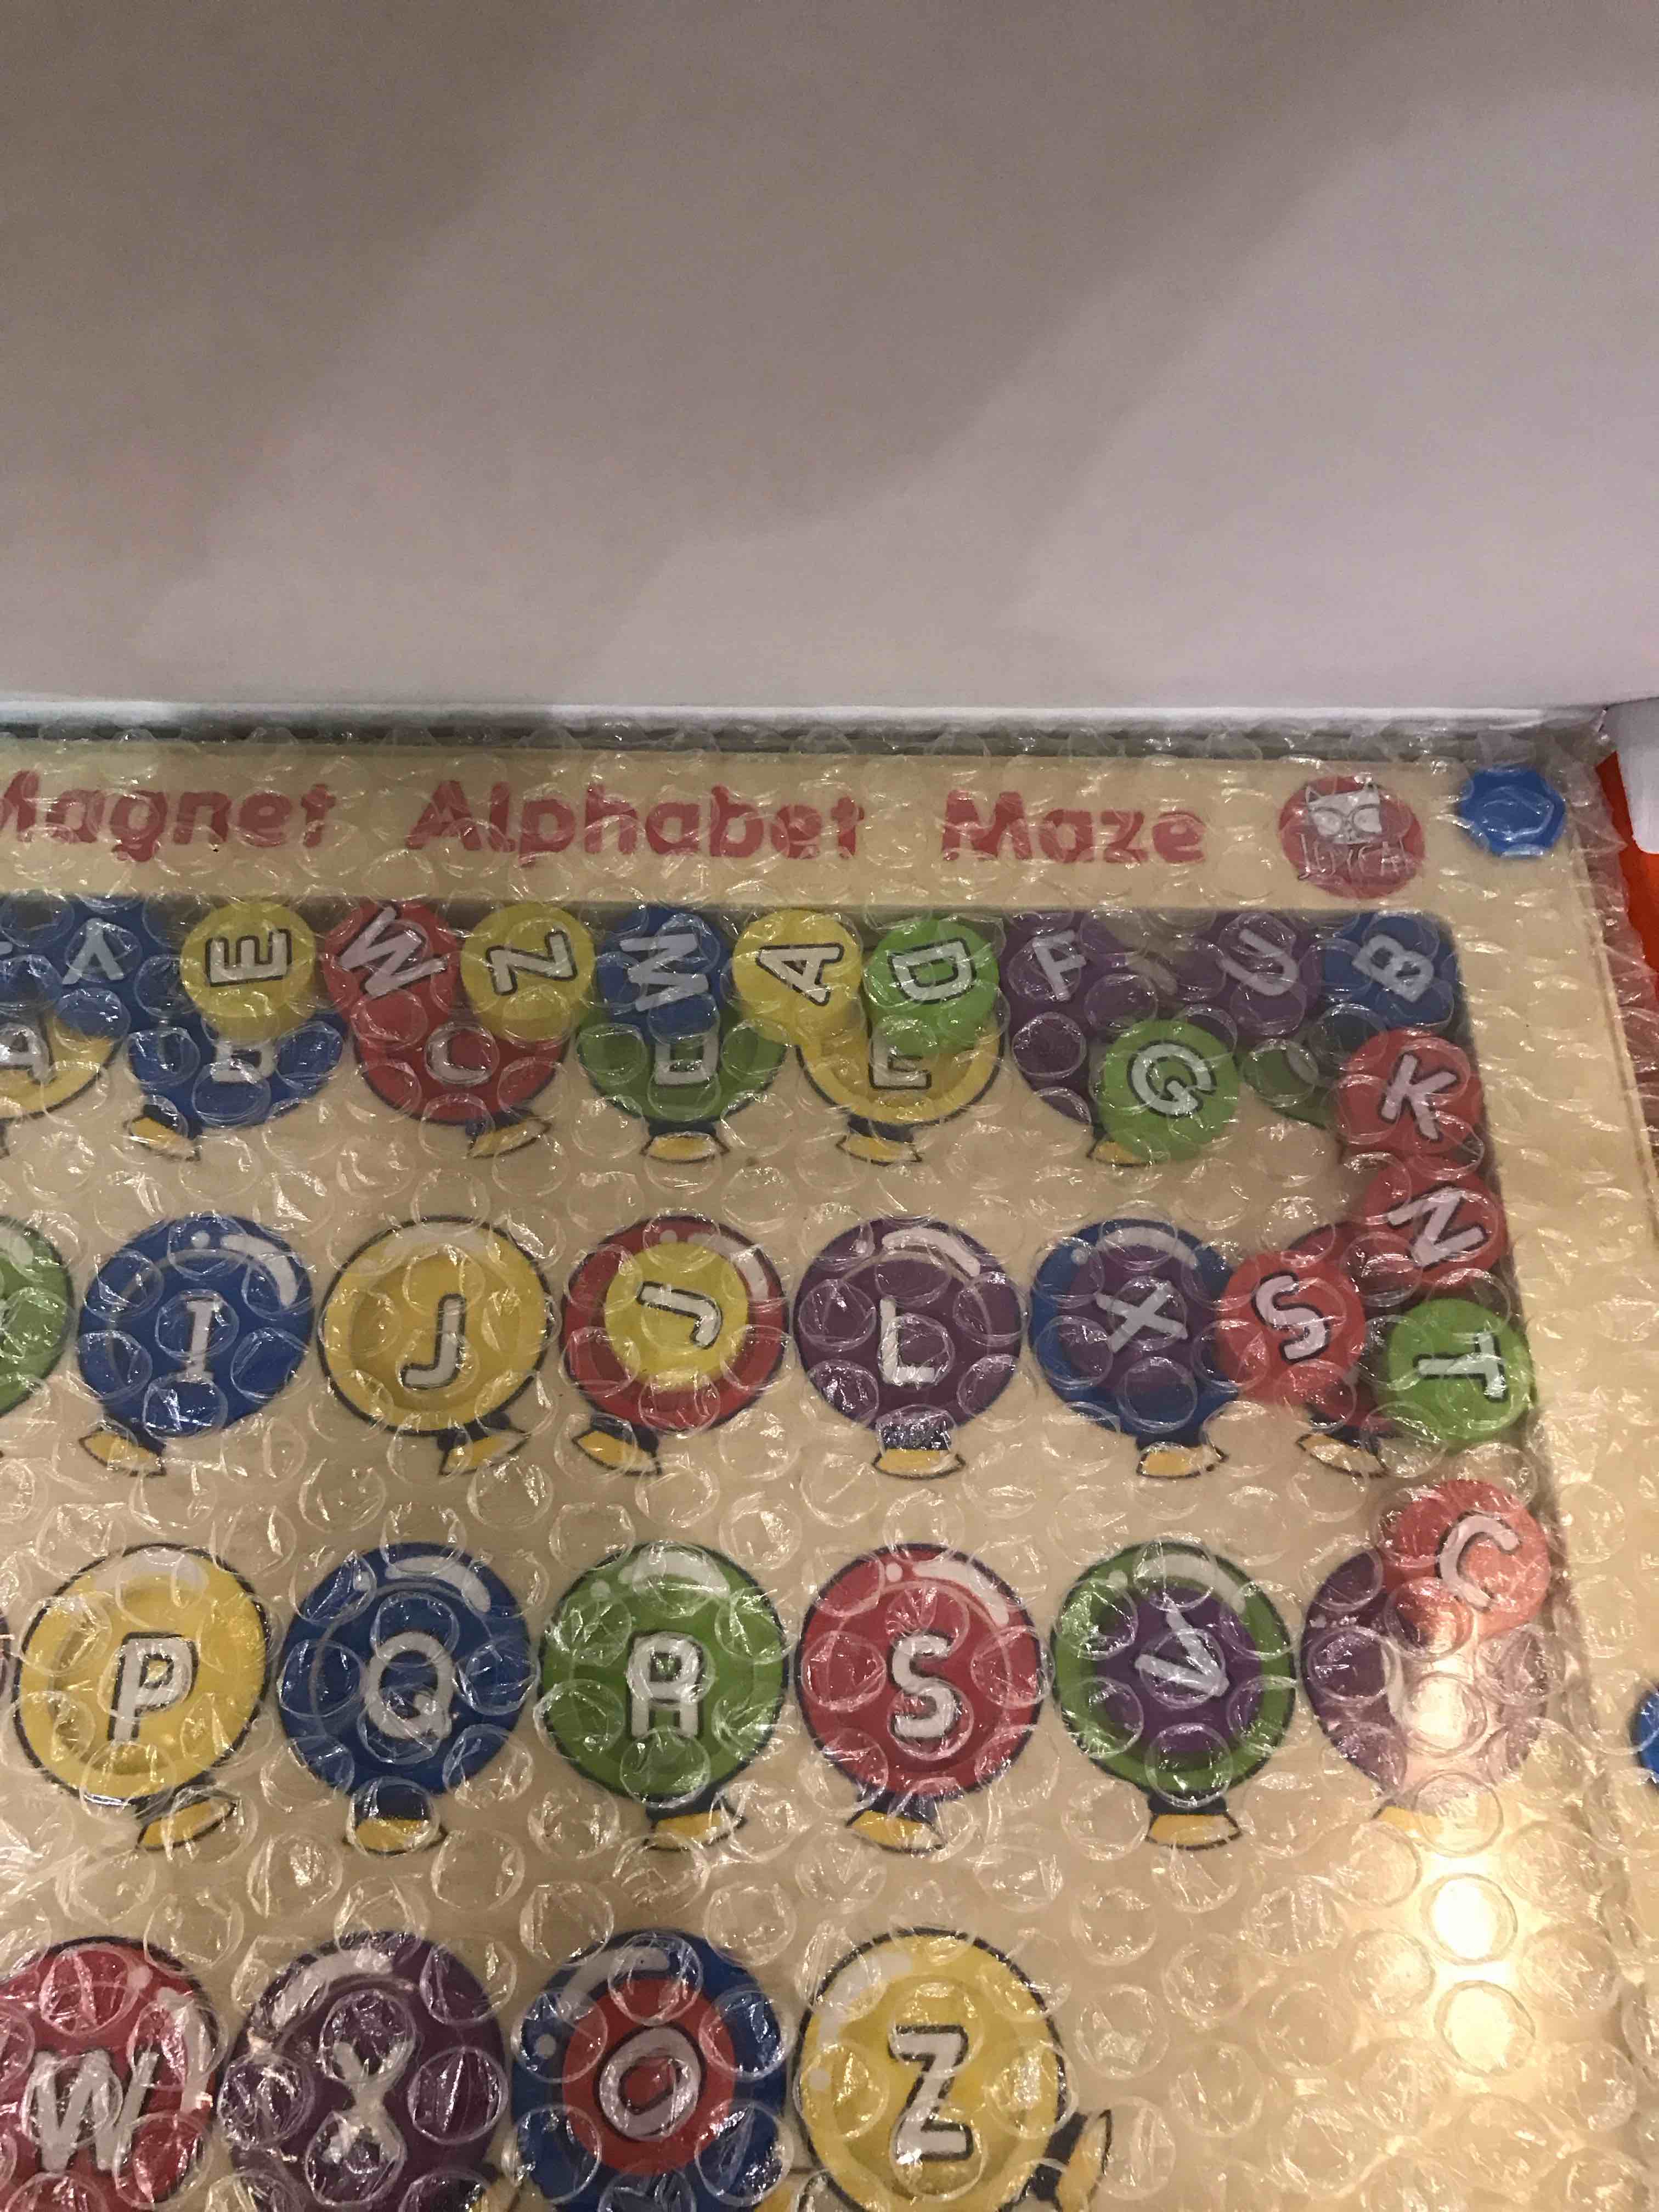 Magnet Alphabet Maze
Y E W Z M A D F U B
B C D E G K
N
I J J L X S T
C
P Q R S V
W X O Z